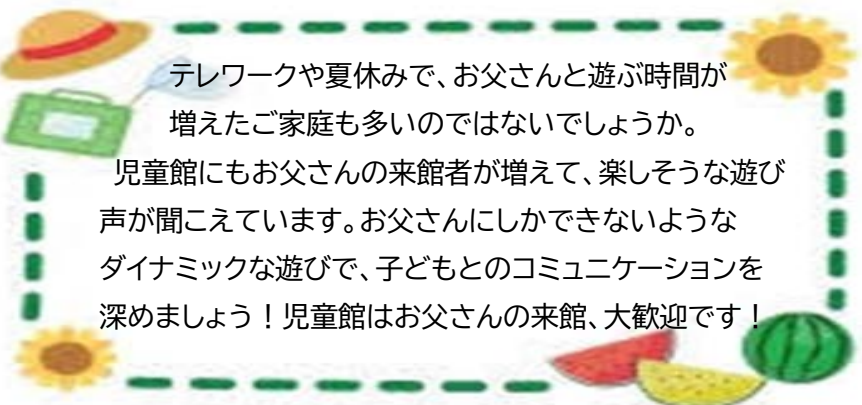 テレワークや夏休みで、お父さんと遊ぶ時間が
増えたご家庭も多いのではないでしょうか。
児童館にもお父さんの来館者が増えて、楽しそうな遊び
声が聞こえています。お父さんにしかできないような
ダイナミックな遊びで、子どもとのコミュニケーションを
深めましょう！児童館はお父さんの来館、大歓迎です！